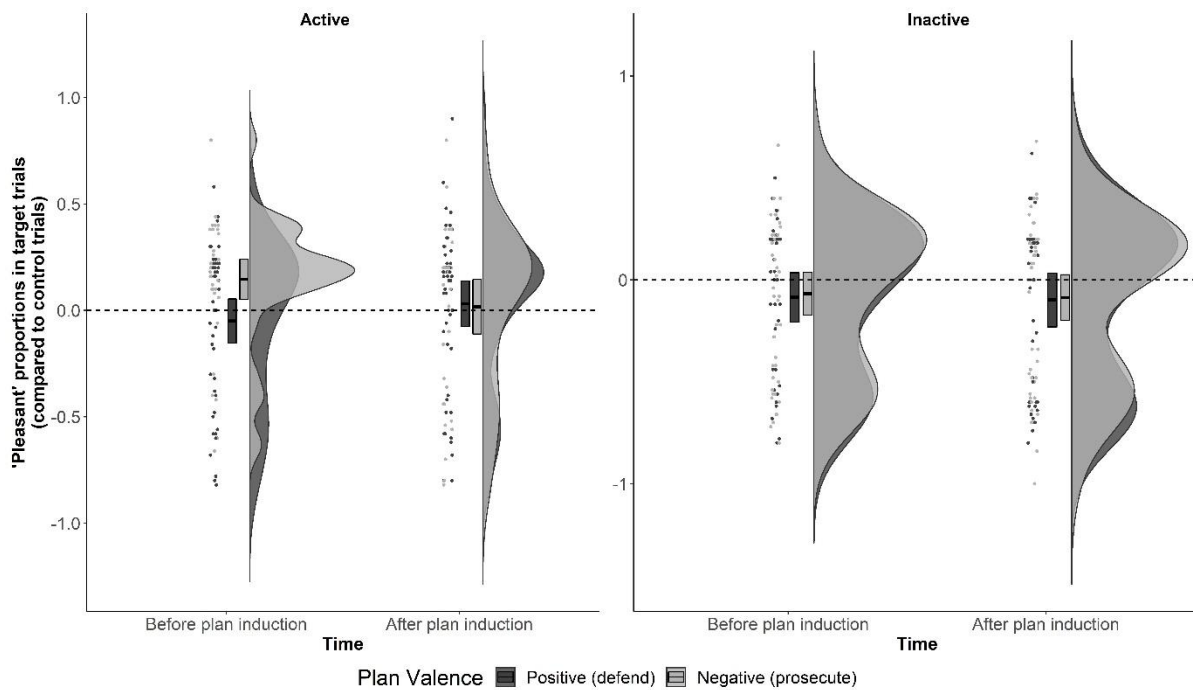 Active
Inactive
'Pleasant' proportions in target trials
(compared to control trials)
1.0
0.5
0.0
-0.5
-1.0
1
0
-1
Before plan induction
After plan induction
Time
Before plan induction
After plan induction
Time
Plan Valence
Positive (defend)
Negative (prosecute)